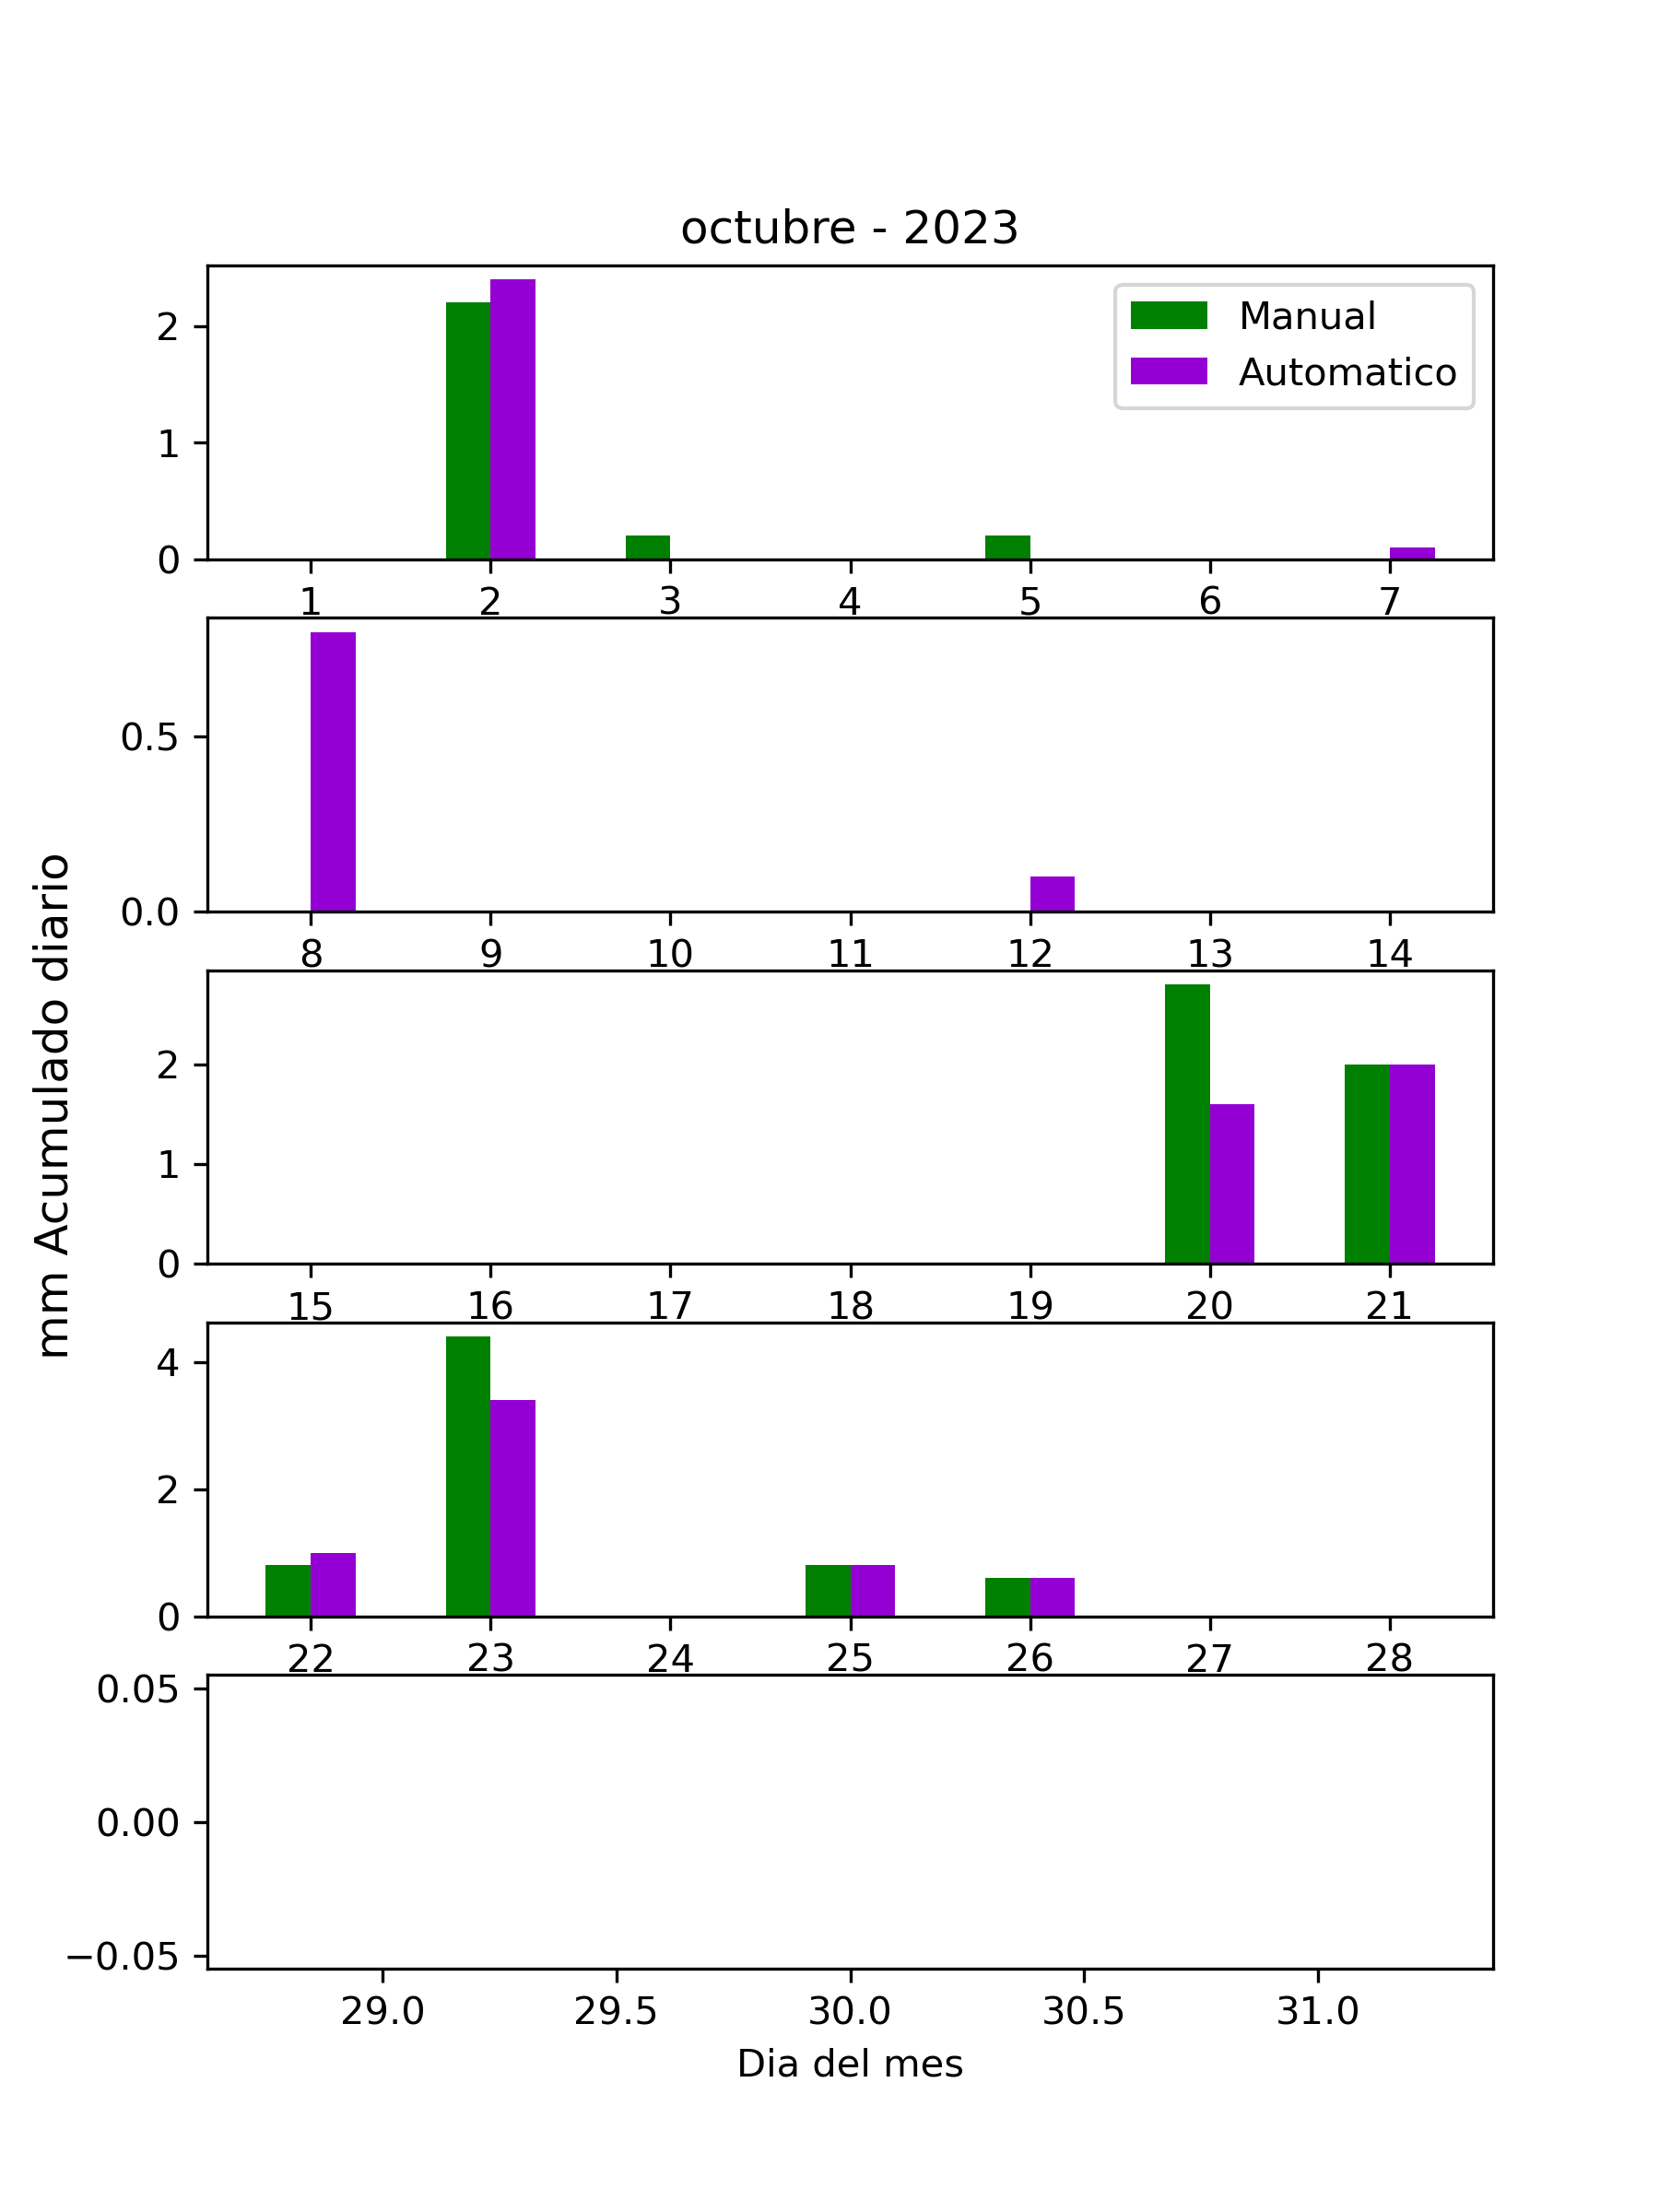 octubre - 2023
Manual
Automatico
2
1
0
1 2 3 4 5 6 7
0.5
0.0
8 9 10 11 12 13 14
mm Acumulado diario
2
1
0
15 16 17 18 19 20 21
4
2
0
22 23 24 25 26 27 28
0.05
0.00
−0.05
29.0 29.5 30.0 30.5 31.0
Dia del mes